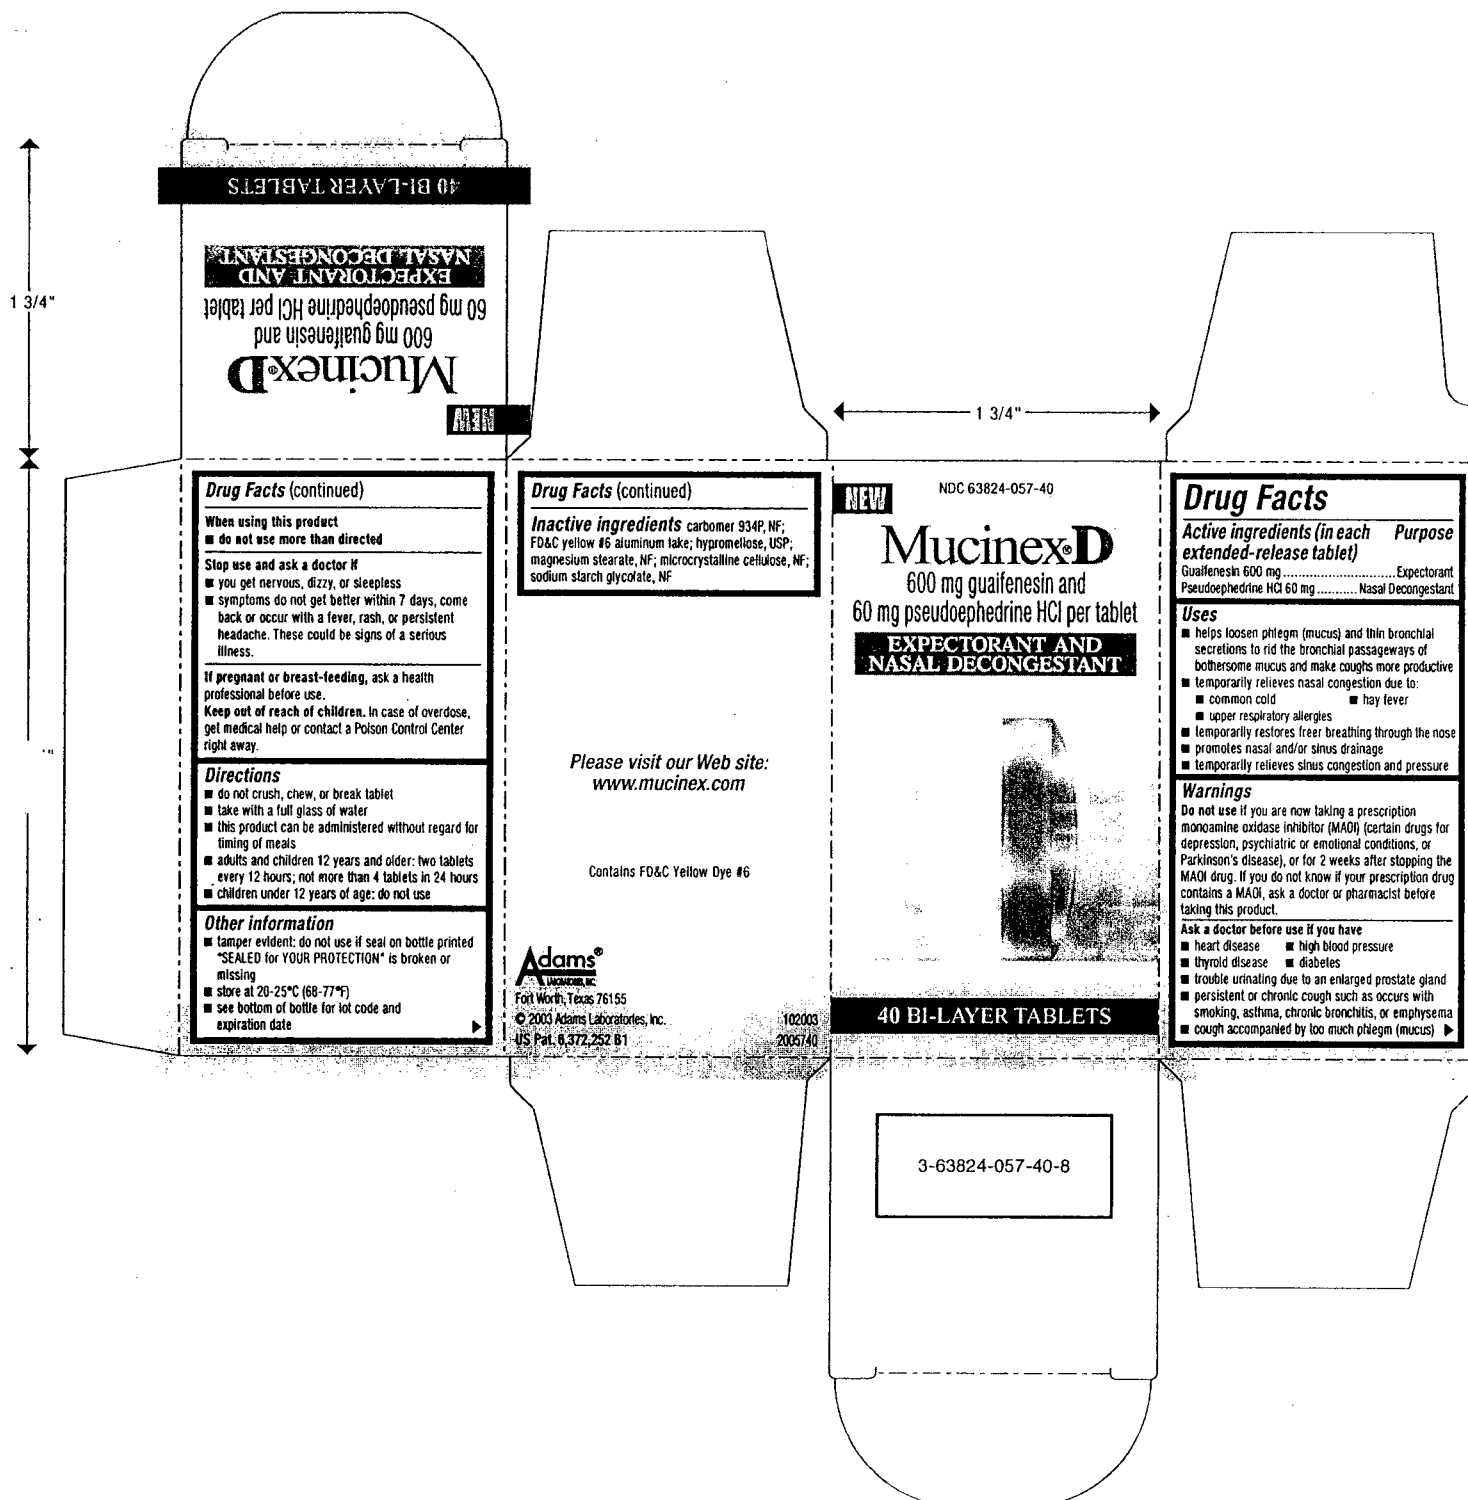 40 BI-LAYER TABLETS
EXPECTORANT AND
NASAL DECONGESTANT
60 mg pseudoephedrine HCl per tablet
600 mg guaifenesin and
Mucinex®D
NEW
1 3/4"
1 3/4"
Drug Facts (continued)
When using this product
■ do not use more than directed
Stop use and ask a doctor if
■ you get nervous, dizzy, or sleepless
■ symptoms do not get better within 7 days, come
back or occur with a fever, rash, or persistent
headache. These could be signs of a serious
illness.
If pregnant or breast-feeding, ask a health
professional before use.
Keep out of reach of children. In case of overdose,
get medical help or contact a Poison Control Center
right away.
Directions
■ do not crush, chew, or break tablet
■ take with a full glass of water
■ this product can be administered without regard for
timing of meals
■ adults and children 12 years and older: two tablets
every 12 hours; not more than 4 tablets in 24 hours
■ children under 12 years of age: do not use
Other information
■ tamper evident: do not use if seal on bottle printed
"SEALED for YOUR PROTECTION" is broken or
missing
■ store at 20-25°C (68-77°F)
■ see bottom of bottle for lot code and
expiration date
Drug Facts (continued)
Inactive ingredients carbomer 934P, NF;
FD&C yellow #6 aluminum lake; hypromellose, USP;
magnesium stearate, NF; microcrystalline cellulose, NF;
sodium starch glycolate, NF
Please visit our Web site:
www.mucinex.com
Contains FD&C Yellow Dye #6
Adams®
LABORATORIES, INC.
Fort Worth, Texas 76155
© 2003 Adams Laboratories, Inc.
US Pat. 6,372,252 B1
102003
2005740
NEW
NDC 63824-057-40
Mucinex®D
600 mg guaifenesin and
60 mg pseudoephedrine HCl per tablet
EXPECTORANT AND
NASAL DECONGESTANT
40 BI-LAYER TABLETS
3-63824-057-40-8
Drug Facts
Active ingredients (in each Purpose
extended-release tablet)
Guaifenesin 600 mg ............................ Expectorant
Pseudoephedrine HCl 60 mg ........... Nasal Decongestant
Uses
■ helps loosen phlegm (mucus) and thin bronchial
secretions to rid the bronchial passageways of
bothersome mucus and make coughs more productive
■ temporarily relieves nasal congestion due to:
■ common cold ■ hay fever
■ upper respiratory allergies
■ temporarily restores freer breathing through the nose
■ promotes nasal and/or sinus drainage
■ temporarily relieves sinus congestion and pressure
Warnings
Do not use if you are now taking a prescription
monoamine oxidase inhibitor (MAOI) (certain drugs for
depression, psychiatric or emotional conditions, or
Parkinson's disease), or for 2 weeks after stopping the
MAOI drug. If you do not know if your prescription drug
contains a MAOI, ask a doctor or pharmacist before
taking this product.
Ask a doctor before use if you have
■ heart disease ■ high blood pressure
■ thyroid disease ■ diabetes
■ trouble urinating due to an enlarged prostate gland
■ persistent or chronic cough such as occurs with
smoking, asthma, chronic bronchitis, or emphysema
■ cough accompanied by too much phlegm (mucus)